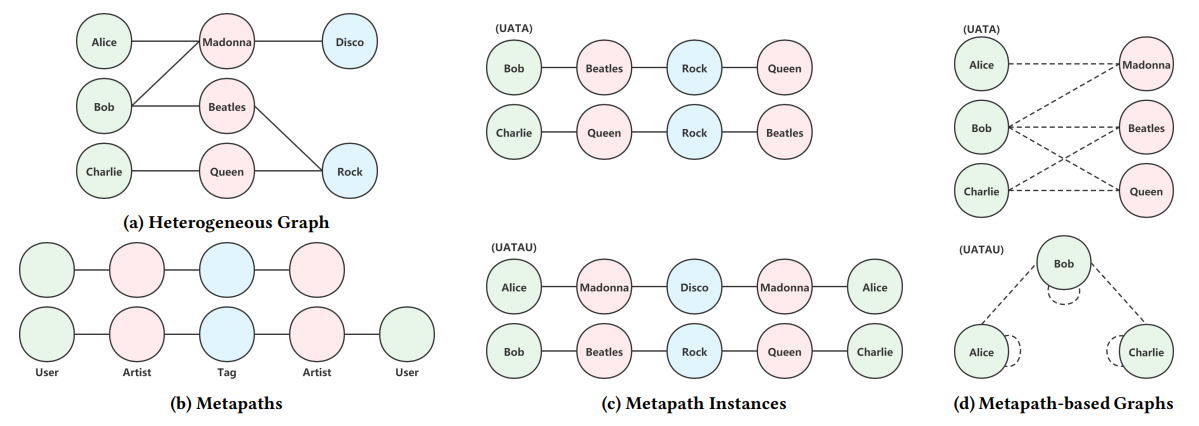 Alice
Madonna
Disco
Bob
Beatles
Charlie
Queen
Rock
(a) Heterogeneous Graph
User
Artist
Tag
Artist
User
(b) Metapaths
(UATA)
Bob
Beatles
Rock
Queen
Charlie
Queen
Rock
Beatles
(UATAU)
Alice
Madonna
Disco
Madonna
Alice
Bob
Beatles
Rock
Queen
Charlie
(c) Metapath Instances
(UATA)
Alice
Madonna
Bob
Beatles
Charlie
Queen
(UATAU)
Bob
Alice
Charlie
(d) Metapath-based Graphs